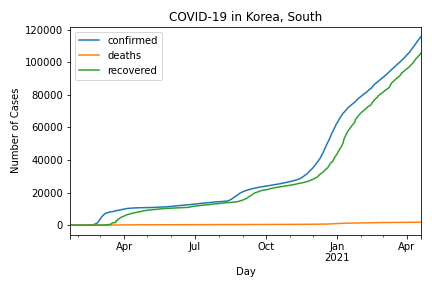 COVID-19 in Korea, South
confirmed
deaths
recovered
Number of Cases
120000
100000
80000
60000
40000
20000
0
Apr
Jul
Oct
Jan
2021
Apr
Day